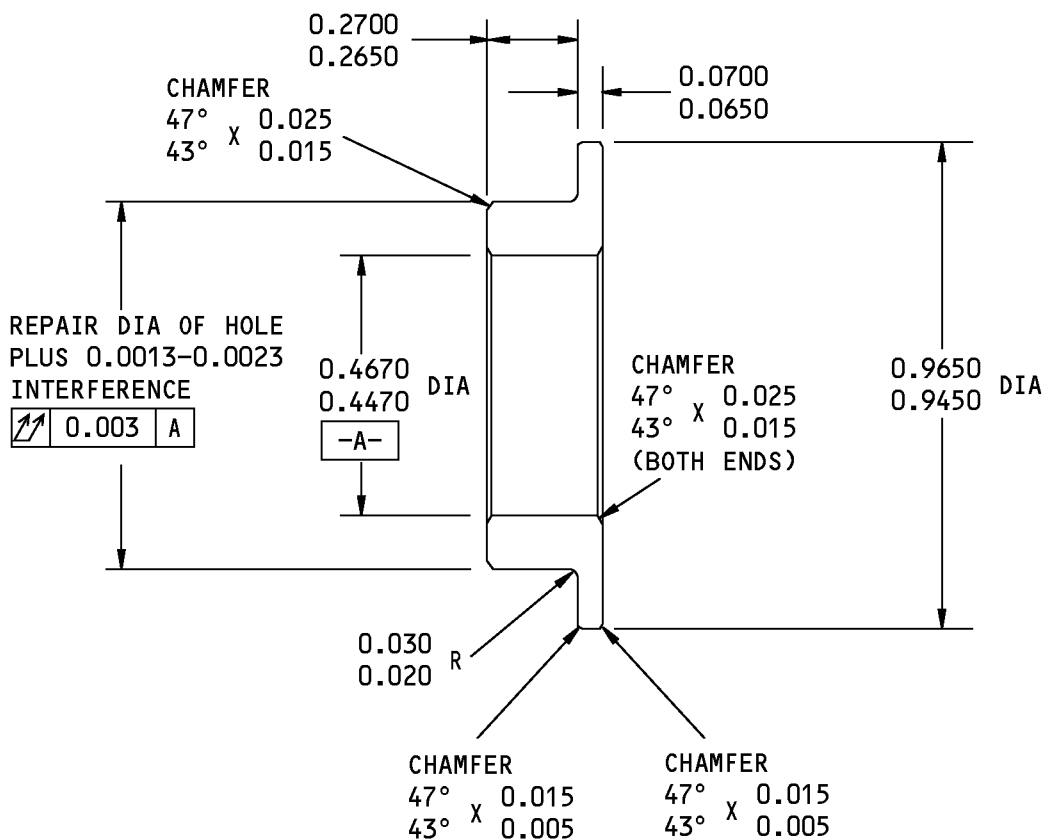 0.2700
0.2650
0.0700
0.0650
CHAMFER
47° X 0.025
43° 0.015
REPAIR DIA OF HOLE
PLUS 0.0013-0.0023
INTERFERENCE
0.003 A
0.4670 DIA
0.4470
-A-
CHAMFER
47° X 0.025
43° 0.015
(BOTH ENDS)
0.9650 DIA
0.9450
0.030 R
0.020
CHAMFER
47° X 0.015
43° 0.005
CHAMFER
47° X 0.015
43° 0.005